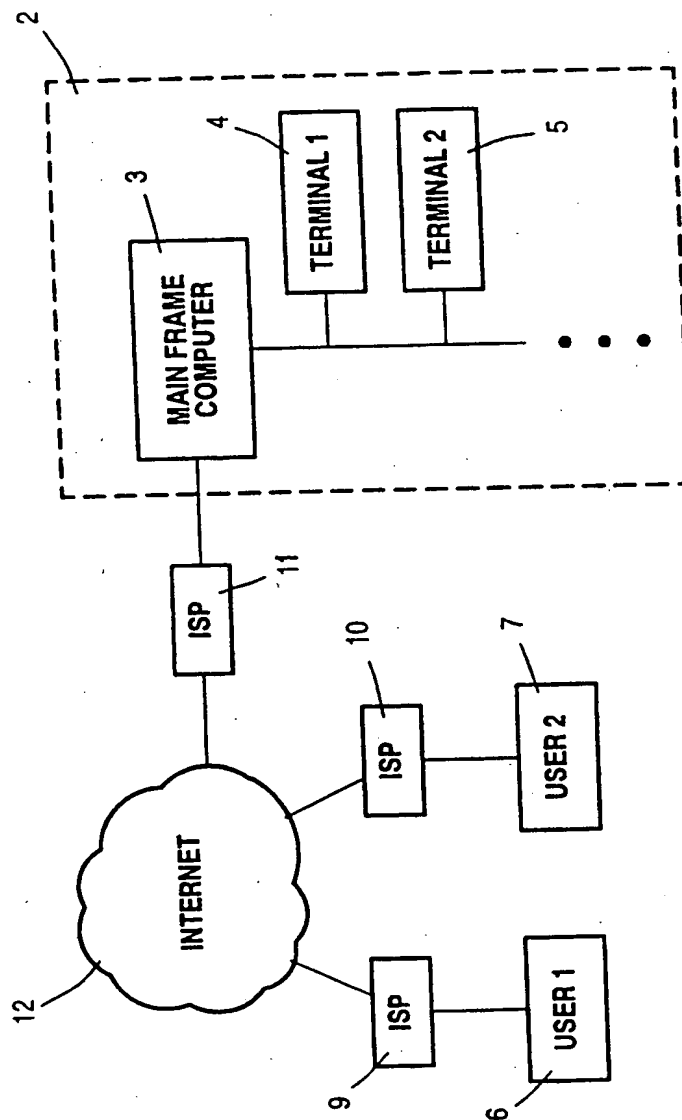 2
3
MAIN FRAME
COMPUTER
4
TERMINAL 1
TERMINAL 2
5
ISP
11
12
INTERNET
10
ISP
7
USER 2
ISP
9
USER 1
6